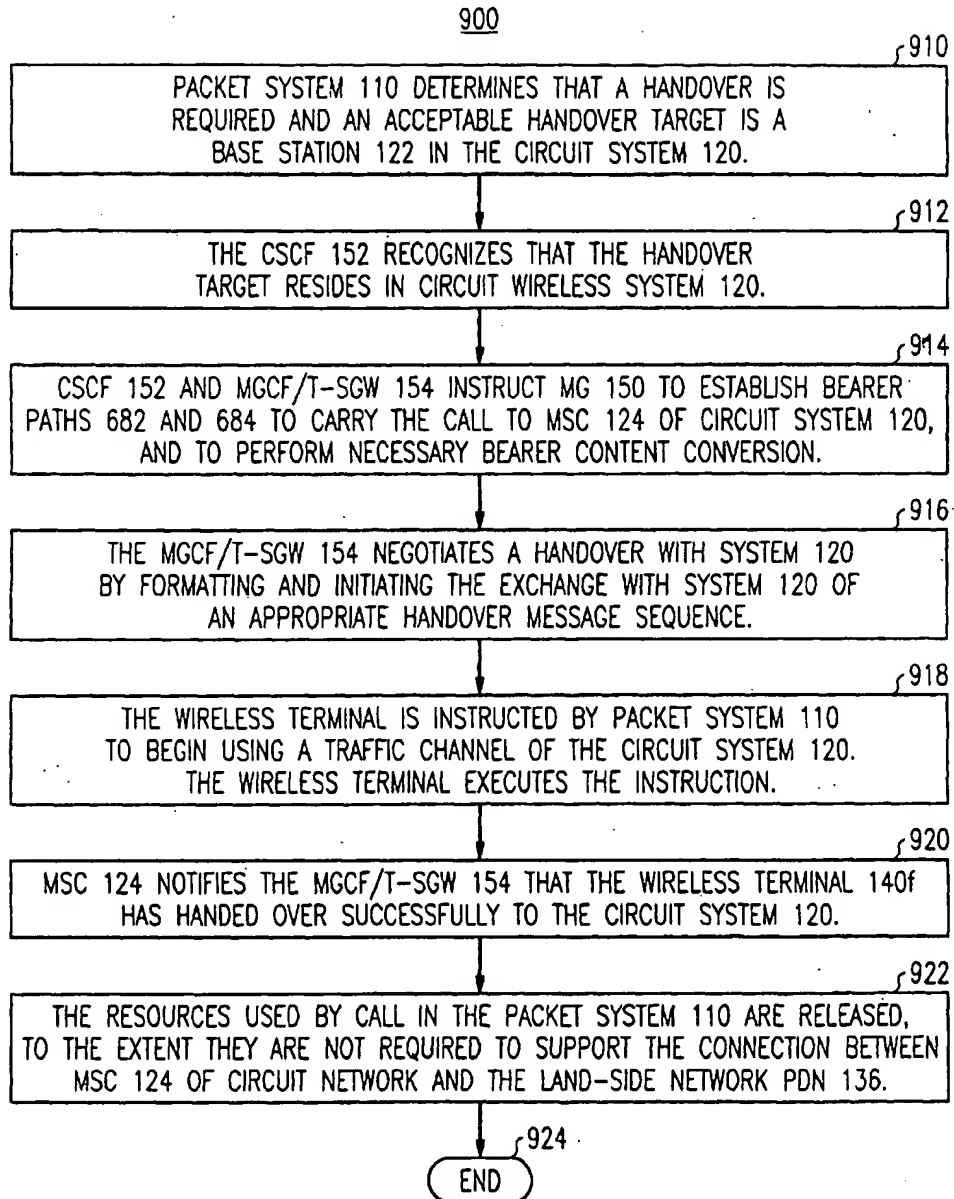 900
910
PACKET SYSTEM 110 DETERMINES THAT A HANDOVER IS
REQUIRED AND AN ACCEPTABLE HANDOVER TARGET IS A
BASE STATION 122 IN THE CIRCUIT SYSTEM 120.
912
THE CSCF 152 RECOGNIZES THAT THE HANDOVER
TARGET RESIDES IN CIRCUIT WIRELESS SYSTEM 120.
914
CSCF 152 AND MGCF/T-SGW 154 INSTRUCT MG 150 TO ESTABLISH BEARER
PATHS 682 AND 684 TO CARRY THE CALL TO MSC 124 OF CIRCUIT SYSTEM 120,
AND TO PERFORM NECESSARY BEARER CONTENT CONVERSION.
916
THE MGCF/T-SGW 154 NEGOTIATES A HANDOVER WITH SYSTEM 120
BY FORMATTING AND INITIATING THE EXCHANGE WITH SYSTEM 120 OF
AN APPROPRIATE HANDOVER MESSAGE SEQUENCE.
918
THE WIRELESS TERMINAL IS INSTRUCTED BY PACKET SYSTEM 110
TO BEGIN USING A TRAFFIC CHANNEL OF THE CIRCUIT SYSTEM 120.
THE WIRELESS TERMINAL EXECUTES THE INSTRUCTION.
920
MSC 124 NOTIFIES THE MGCF/T-SGW 154 THAT THE WIRELESS TERMINAL 140f
HAS HANDED OVER SUCCESSFULLY TO THE CIRCUIT SYSTEM 120.
922
THE RESOURCES USED BY CALL IN THE PACKET SYSTEM 110 ARE RELEASED,
TO THE EXTENT THEY ARE NOT REQUIRED TO SUPPORT THE CONNECTION BETWEEN
MSC 124 OF CIRCUIT NETWORK AND THE LAND-SIDE NETWORK PDN 136.
924
END